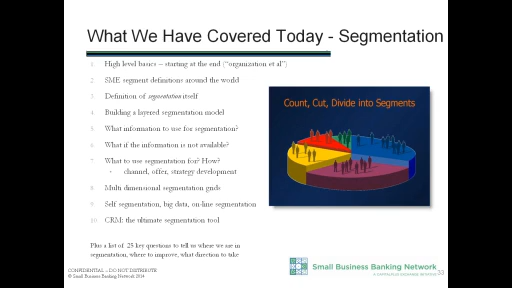 What We Have Covered Today - Segmentation
1. High level basics – starting at the end ("organization et al")
2. SME segment definitions around the world
3. Definition of segmentation itself
4. Building a layered segmentation model
5. What information to use for segmentation?
6. What if the information is not available?
7. What to use segmentation for? How?
• channel, offer, strategy development
8. Multi dimensional segmentation grids
9. Self segmentation, big data, on-line segmentation
10. CRM: the ultimate segmentation tool
Plus a list of 25 key questions to tell us where we are in
segmentation, where to improve, what direction to take
Count, Cut, Divide into Segments
CONFIDENTIAL – DO NOT DISTRIBUTE
© Small Business Banking Network 2014
Small Business Banking Network
53